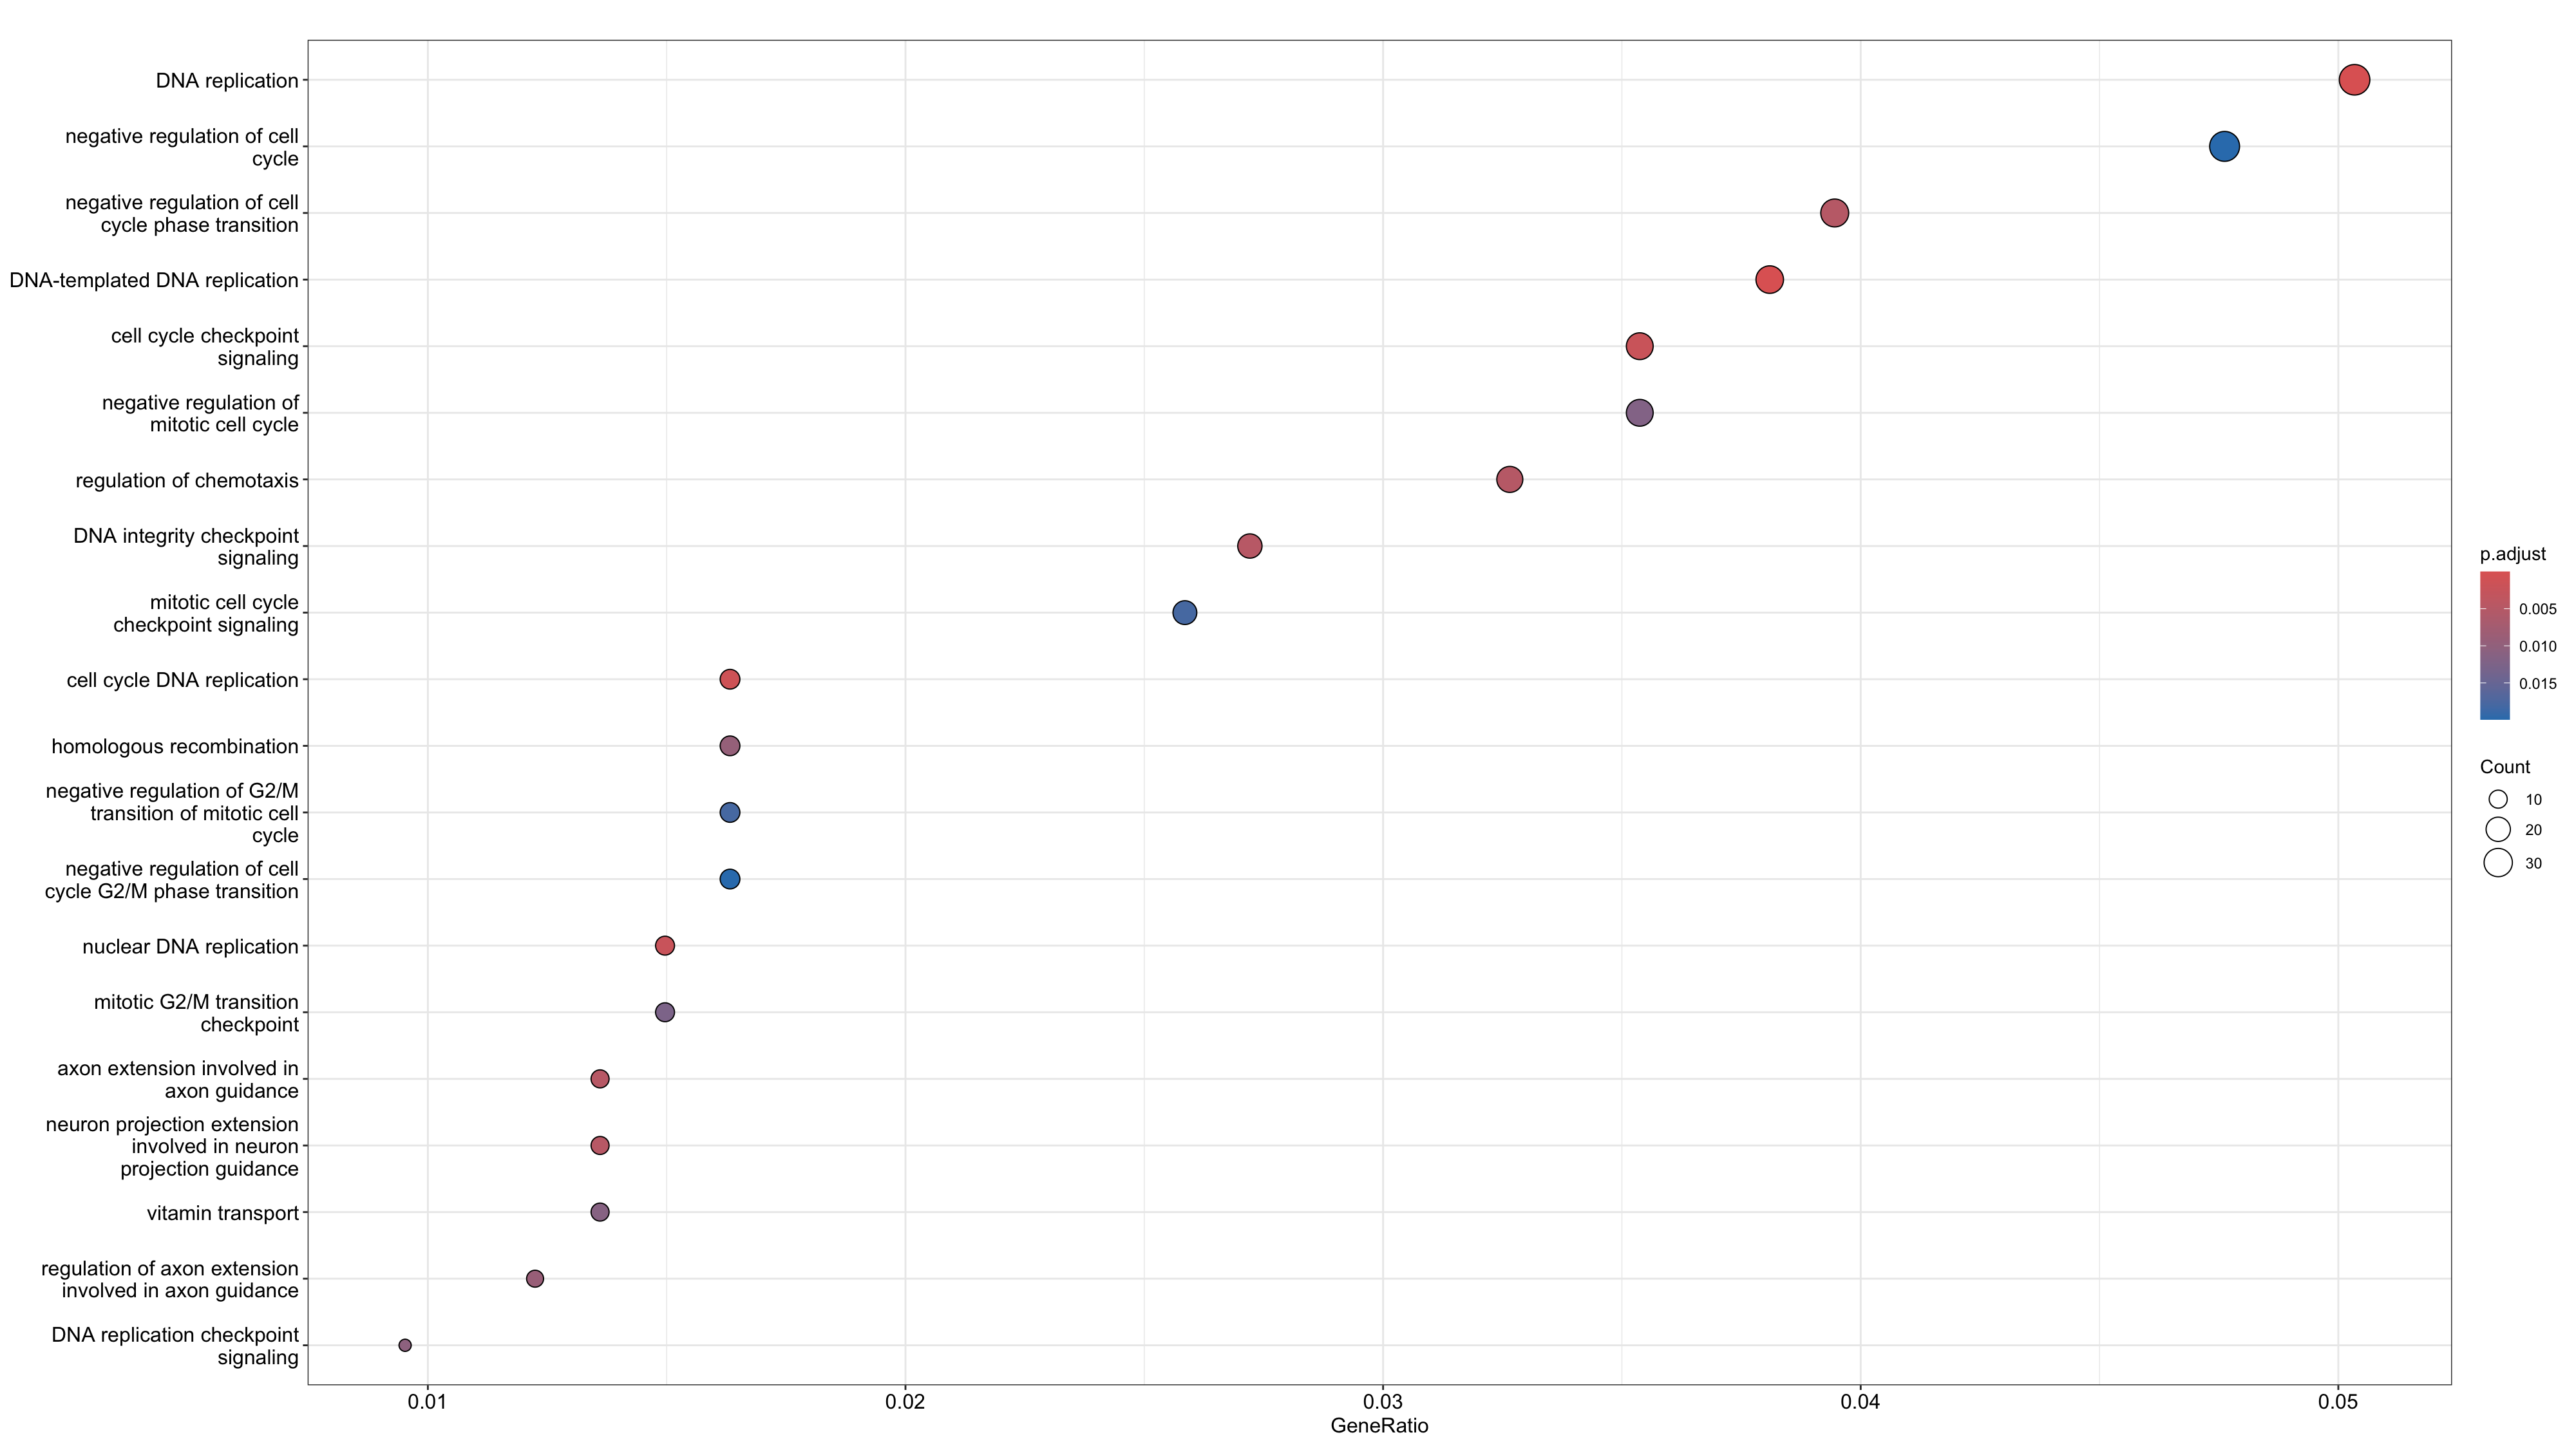 DNA replication
negative regulation of cell
cycle
negative regulation of cell
cycle phase transition
DNA-templated DNA replication
cell cycle checkpoint
signaling
negative regulation of
mitotic cell cycle
regulation of chemotaxis
DNA integrity checkpoint
signaling
mitotic cell cycle
checkpoint signaling
cell cycle DNA replication
homologous recombination
negative regulation of G2/M
transition of mitotic cell
cycle
negative regulation of cell
cycle G2/M phase transition
nuclear DNA replication
mitotic G2/M transition
checkpoint
axon extension involved in
axon guidance
neuron projection extension
involved in neuron
projection guidance
vitamin transport
regulation of axon extension
involved in axon guidance
DNA replication checkpoint
signaling
0.01 0.02 0.03 0.04 0.05
GeneRatio
p.adjust
0.005
0.010
0.015
Count
10
20
30